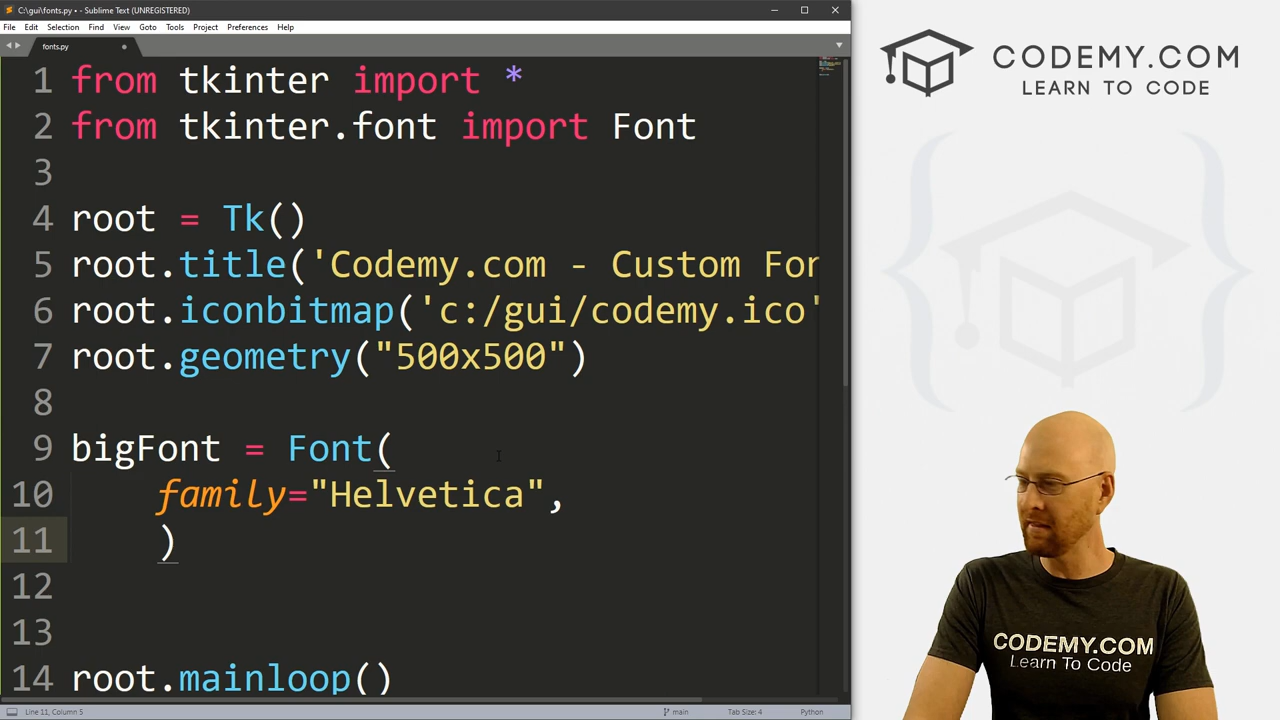 C:\gui\fonts.py • - Sublime Text (UNREGISTERED)
File Edit Selection Find View Goto Tools Project Preferences Help
fonts.py
1 from tkinter import *
2 from tkinter.font import Font
3
4 root = Tk()
5 root.title('Codemy.com - Custom For
6 root.iconbitmap('c:/gui/codemy.ico'
7 root.geometry("500x500")
8
9 bigFont = Font(
10 family="Helvetica",
11 )
12
13
14 root.mainloop()
Line 11, Column 5
main
Tab Size: 4
Python
CODEMY.COM
LEARN TO CODE
CODEMY.COM
Learn To Code